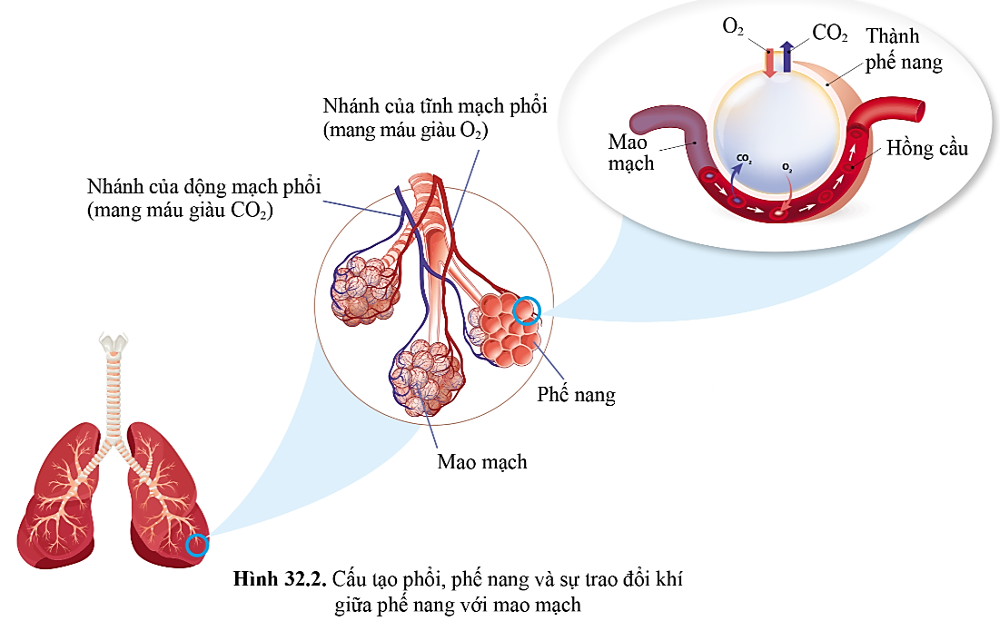 O₂
CO₂
Thành
phế nang
Mao
mạch
CO₂
O₂
Hồng cầu
Nhánh của tĩnh mạch phổi
(mang máu giàu O₂)
Nhánh của dộng mạch phổi
(mang máu giàu CO₂)
Phế nang
Mao mạch
Hình 32.2. Cấu tạo phổi, phế nang và sự trao đổi khí
giữa phế nang với mao mạch